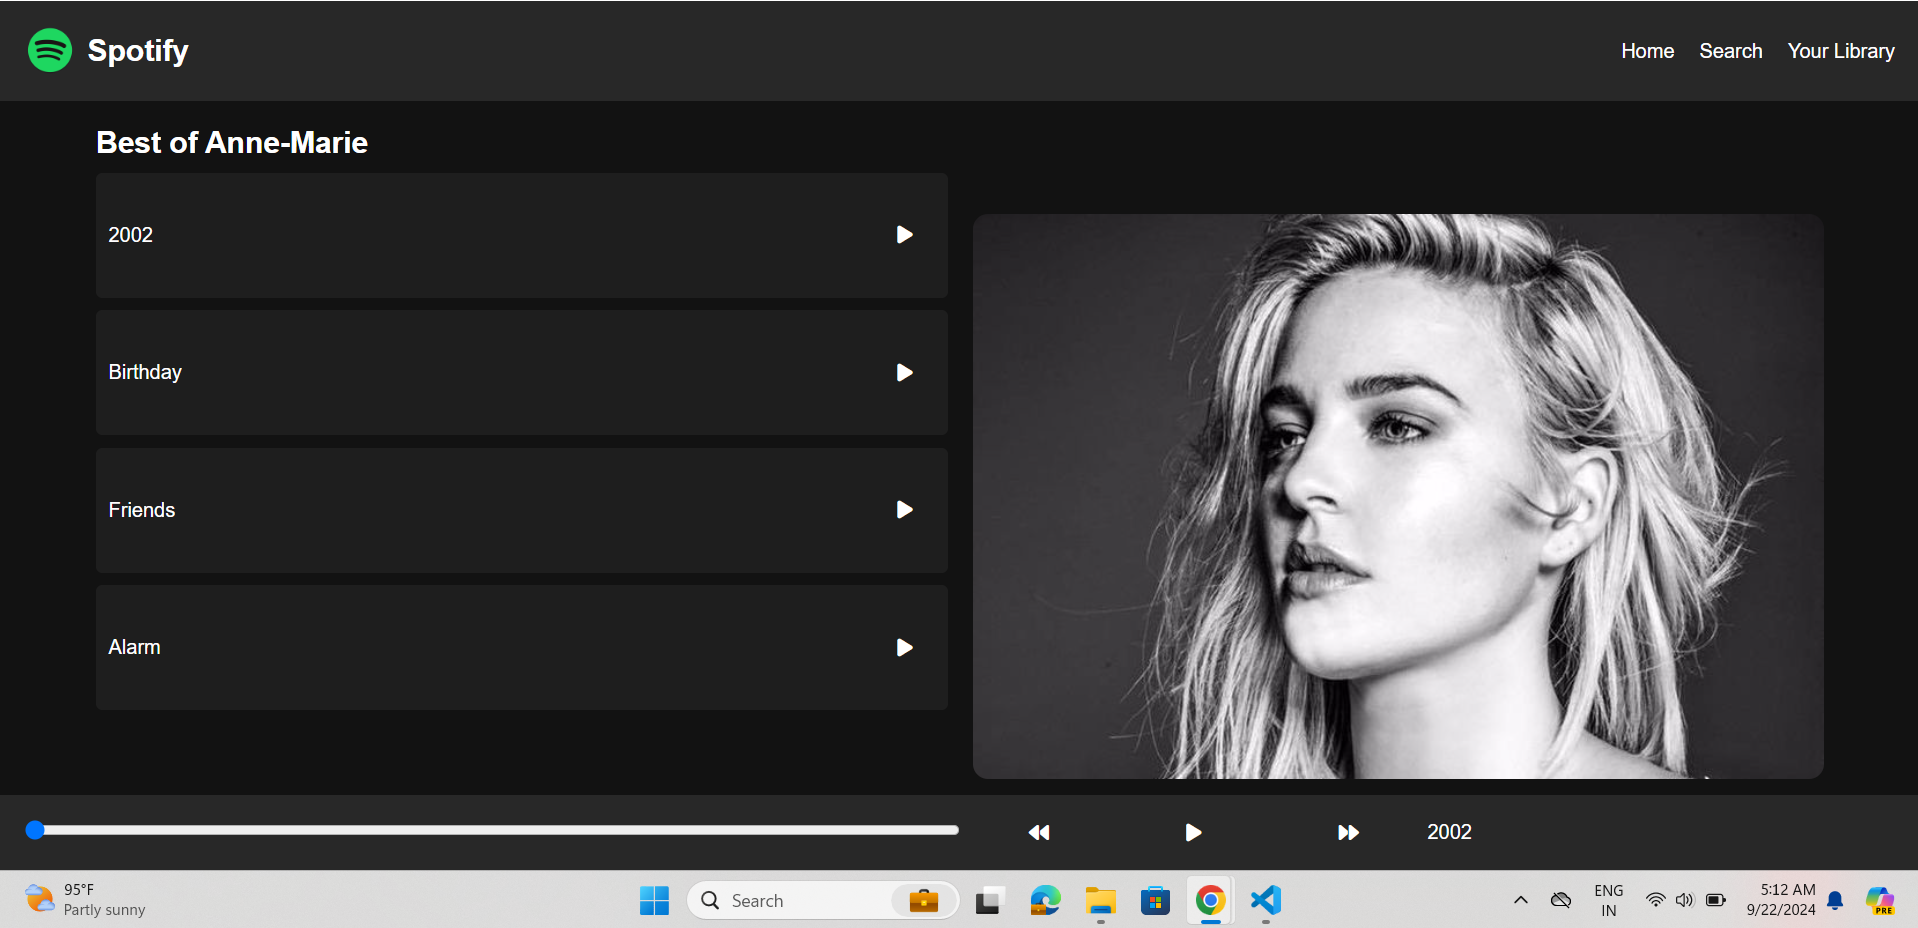 Spotify
Home Search Your Library
Best of Anne-Marie
2002
Birthday
Friends
Alarm
2002
95°F
Partly sunny
Search
PRE
ENG
IN
5:12 AM
9/22/2024